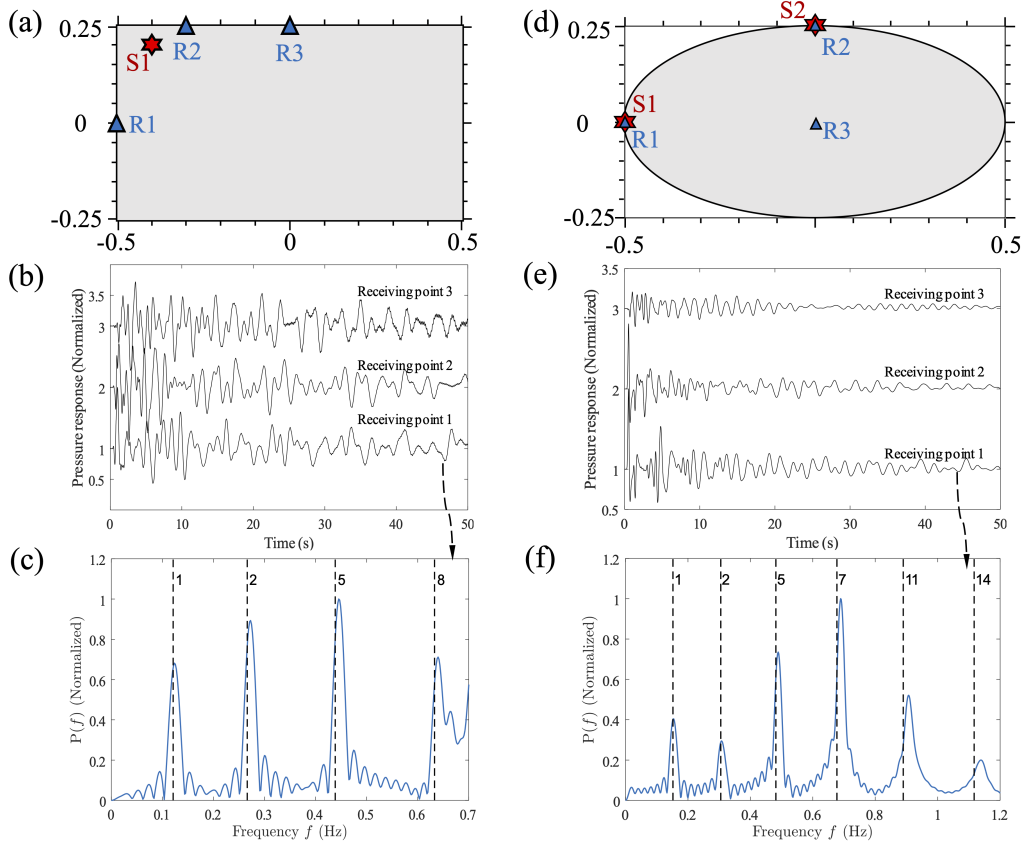 (a)
0.25
S1
R2
R3
0
R1
-0.25
-0.5
0
0.5
(d)
S2
0.25
R2
S1
0
R1
R3
-0.25
-0.5
0
0.5
(b)
Pressure response (Normalized)
3.5
3
2
1
0.5
Receiving point 3
Receiving point 2
Receiving point 1
0 10 20 30 40 50
Time (s)
(e)
Pressure response (Normalized)
3.5
3
2
1
0.5
Receiving point 3
Receiving point 2
Receiving point 1
0 10 20 30 40 50
Time (s)
(c)
P(f) (Normalized)
1.2
1
0.8
0.6
0.4
0.2
0
1 2 5 8
0 0.1 0.2 0.3 0.4 0.5 0.6 0.7
Frequency f (Hz)
(f)
P(f) (Normalized)
1.2
1
0.8
0.6
0.4
0.2
0
1 2 5 7 11 14
0 0.2 0.4 0.6 0.8 1 1.2
Frequency f (Hz)